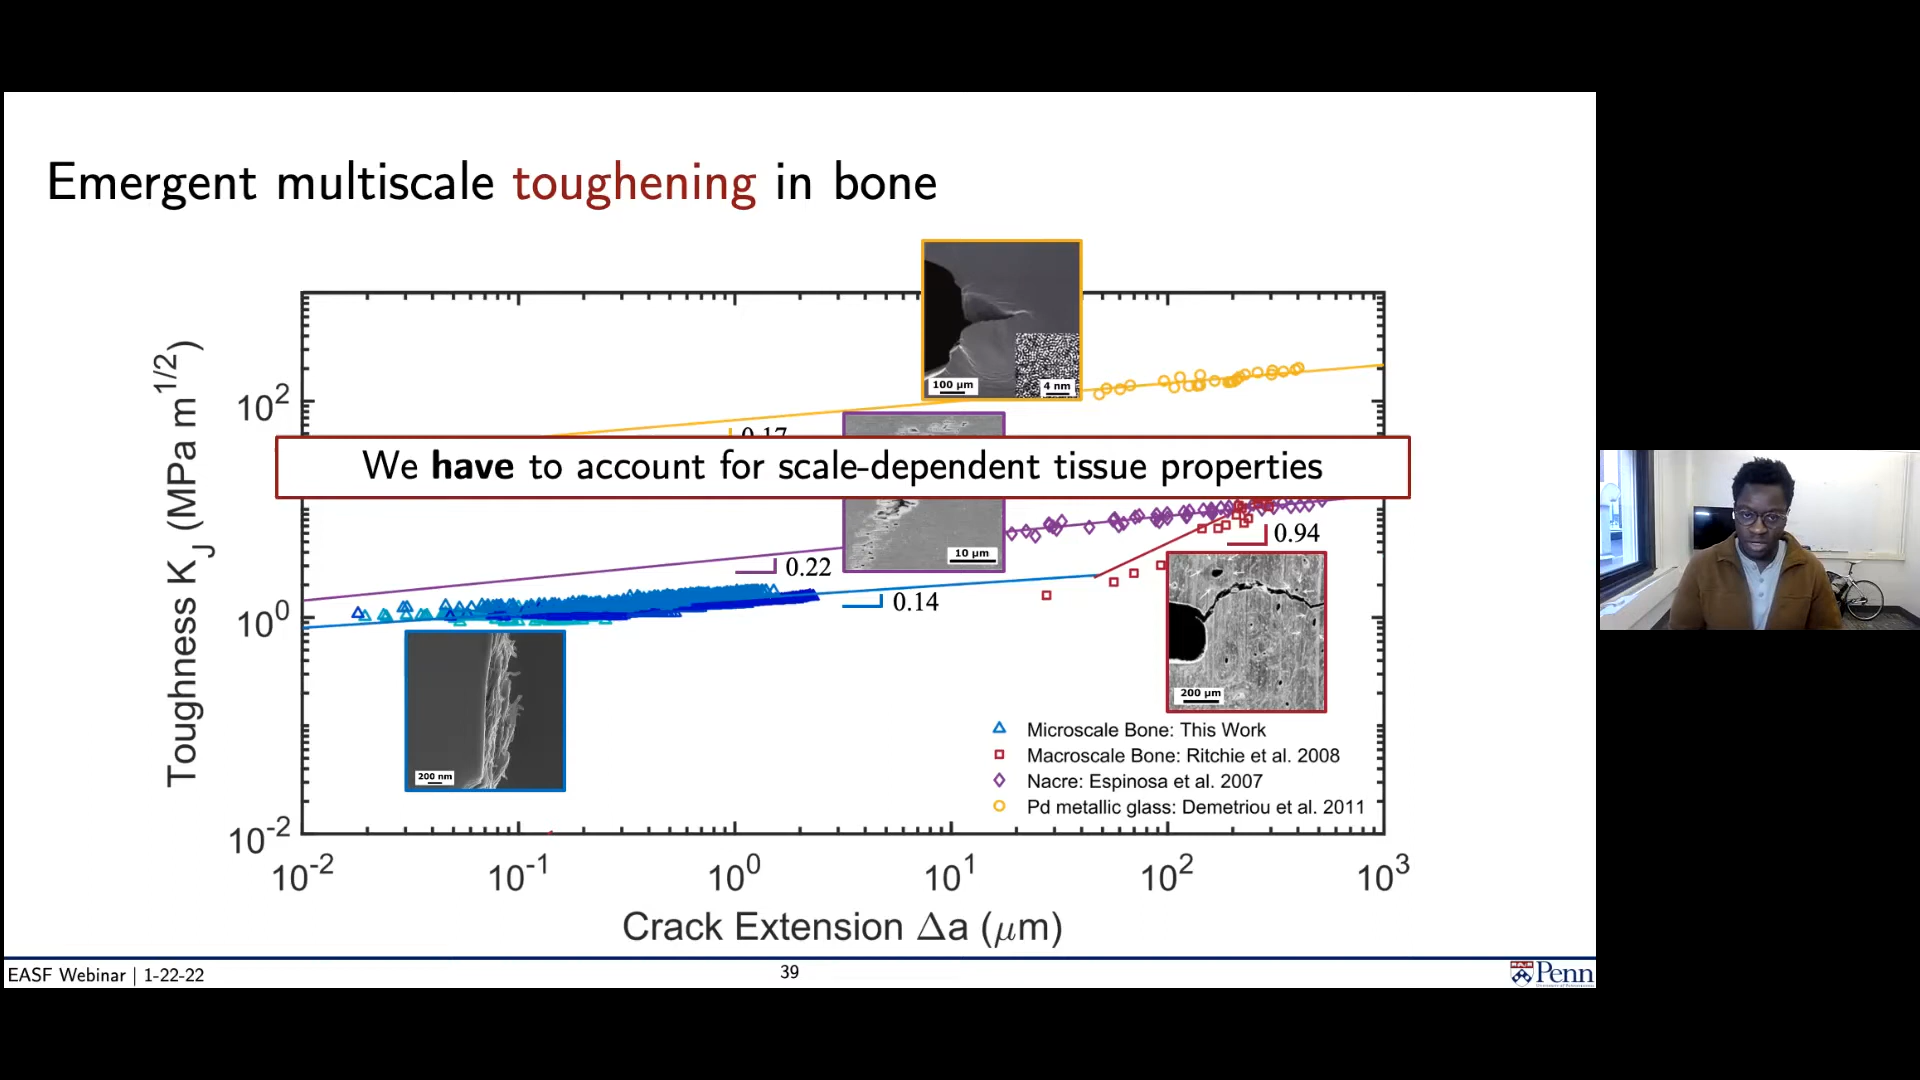 Emergent multiscale toughening in bone
Toughness K_J (MPa m^1/2)
10^2
10^0
10^-2
100 µm
4 nm
0.17
We have to account for scale-dependent tissue properties
10 µm
0.94
0.22
0.14
200 nm
200 µm
Microscale Bone: This Work
Macroscale Bone: Ritchie et al. 2008
Nacre: Espinosa et al. 2007
Pd metallic glass: Demetriou et al. 2011
10^-2 10^-1 10^0 10^1 10^2 10^3
Crack Extension Δa (μm)
EASF Webinar | 1-22-22
39
Penn